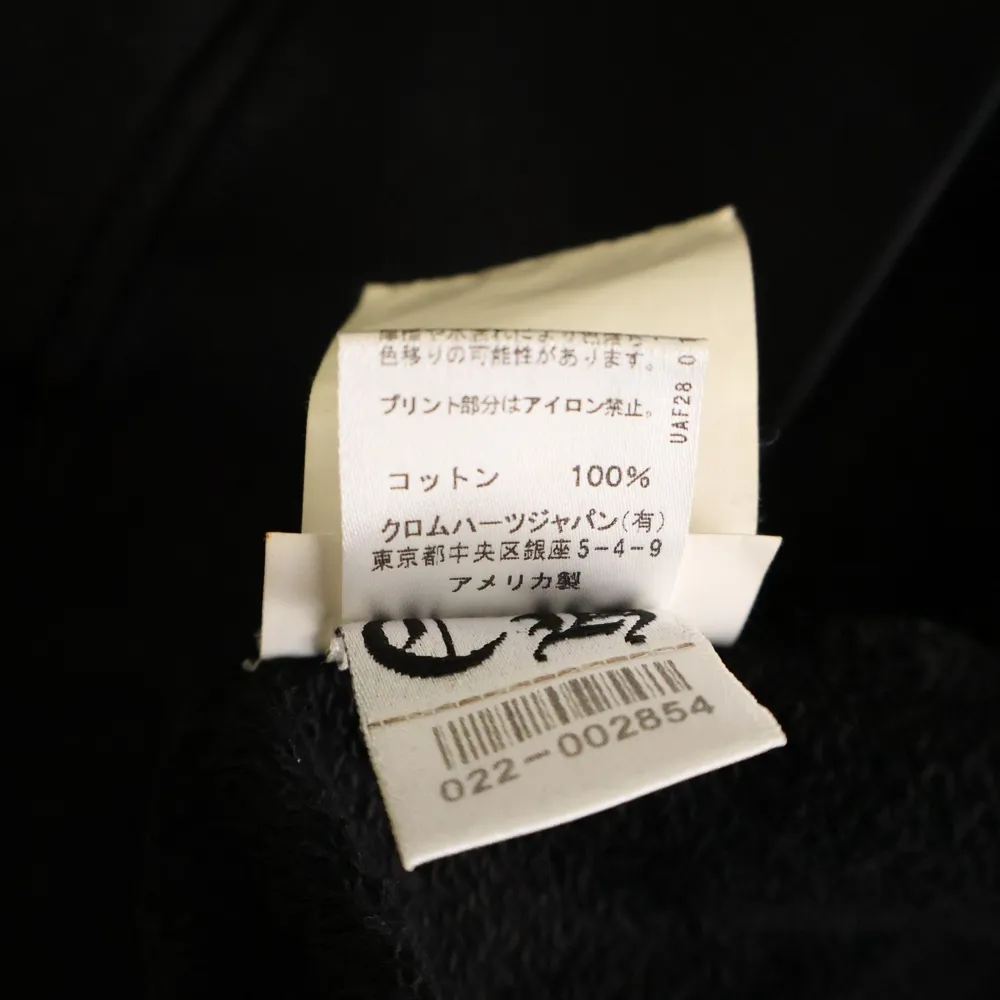 色移りの可能性があります。
プリント部分はアイロン禁止。
UAF28 01
コットン 100%
クロムハーツジャパン(有)
東京都中央区銀座5-4-9
アメリカ製
022-002854